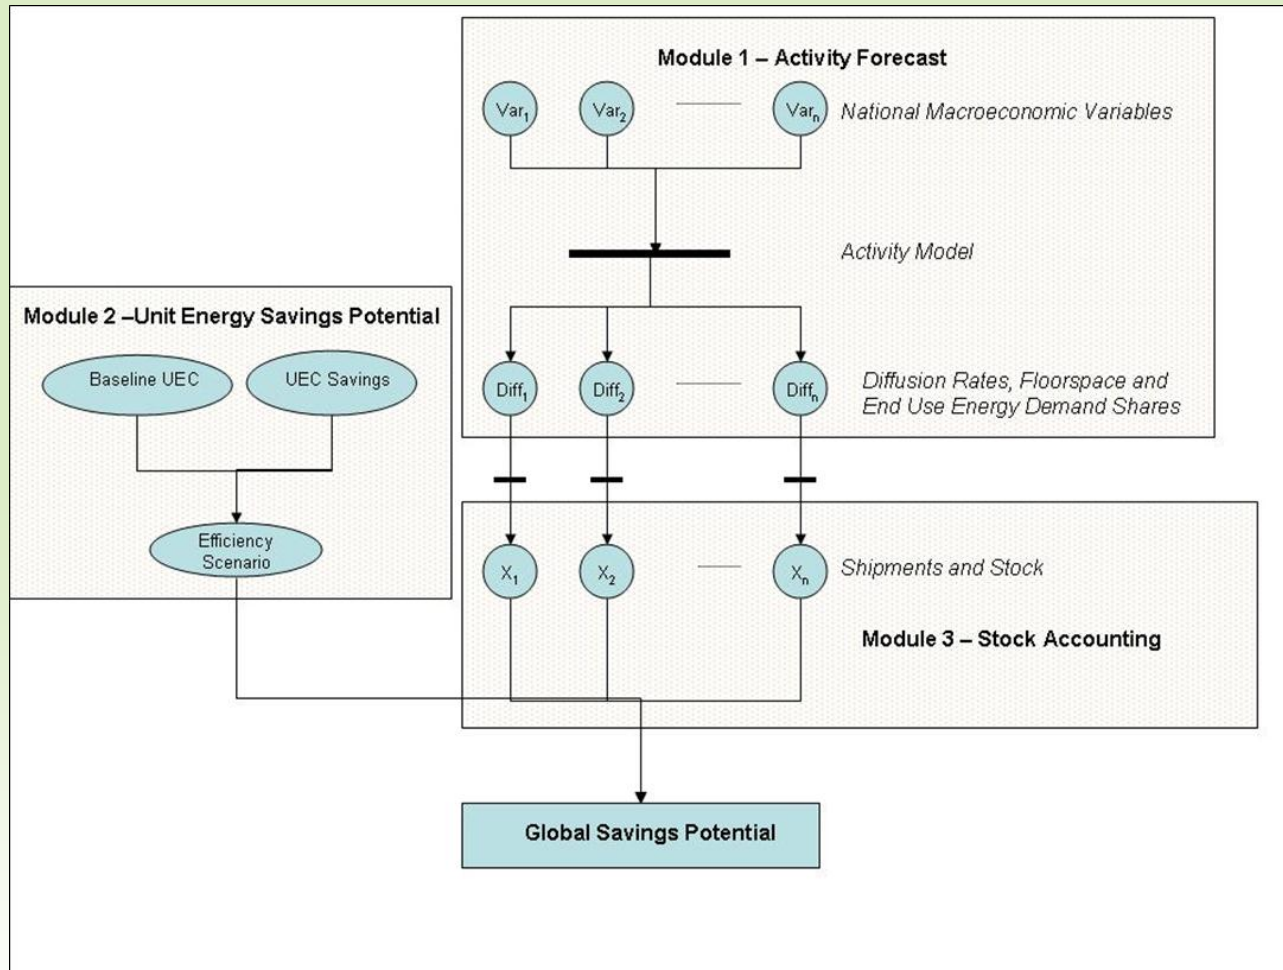 Module 1 – Activity Forecast
Var1
Var2
Varn
National Macroeconomic Variables
Activity Model
Module 2 –Unit Energy Savings Potential
Baseline UEC
UEC Savings
Diff1
Diff2
Diffn
Diffusion Rates, Floorspace and
End Use Energy Demand Shares
Efficiency
Scenario
X1
X2
Xn
Shipments and Stock
Module 3 – Stock Accounting
Global Savings Potential